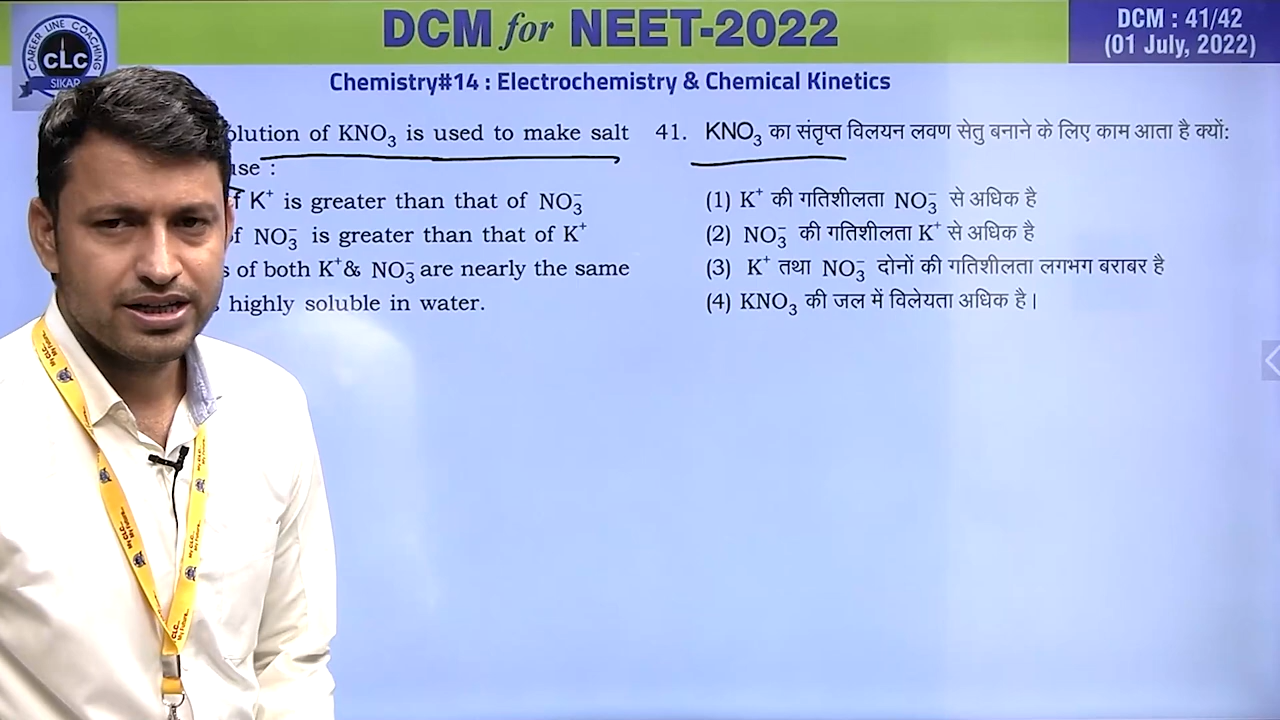 DCM for NEET-2022
DCM : 41/42
(01 July, 2022)
CAREER LINE COACHING
CLC
SIKAR
Chemistry#14 : Electrochemistry & Chemical Kinetics
olution of KNO₃ is used to make salt
use :
f K⁺ is greater than that of NO₃⁻
of NO₃⁻ is greater than that of K⁺
s of both K⁺& NO₃⁻ are nearly the same
highly soluble in water.
41. KNO₃ का संतृप्त विलयन लवण सेतु बनाने के लिए काम आता है क्यों:
(1) K⁺ की गतिशीलता NO₃⁻ से अधिक है
(2) NO₃⁻ की गतिशीलता K⁺ से अधिक है
(3) K⁺ तथा NO₃⁻ दोनों की गतिशीलता लगभग बराबर है
(4) KNO₃ की जल में विलेयता अधिक है।